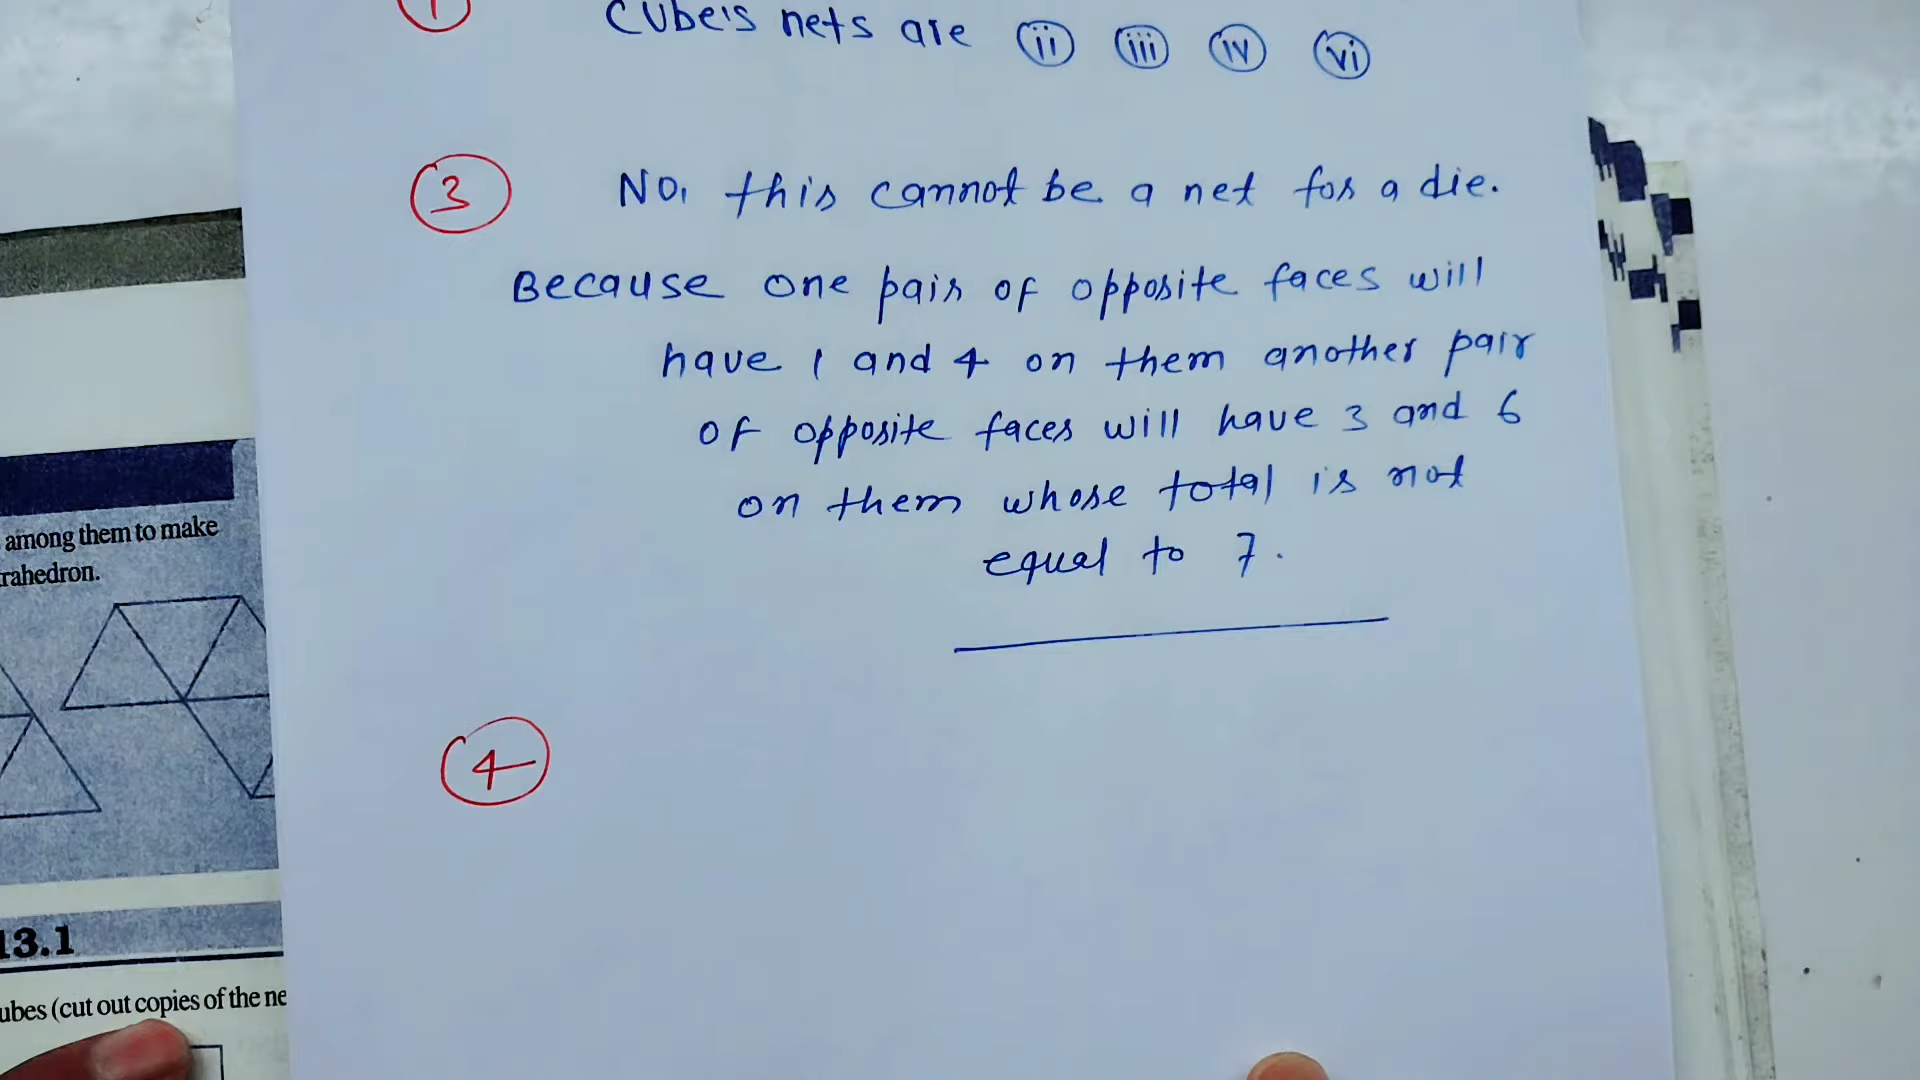 1
Cube's nets are ii iii iv vi
3 No, this cannot be a net for a die.
Because one pair of opposite faces will
have 1 and 4 on them another pair
of opposite faces will have 3 and 6
on them whose total is not
equal to 7.
4
among them to make
rahedron.
13.1
ubes (cut out copies of the ne